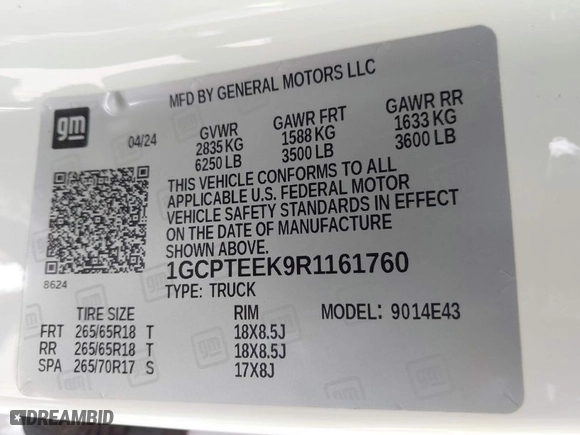 MFD BY GENERAL MOTORS LLC
gm
04/24
GVWR GAWR FRT GAWR RR
2835 KG 1588 KG 1633 KG
6250 LB 3500 LB 3600 LB
THIS VEHICLE CONFORMS TO ALL
APPLICABLE U.S. FEDERAL MOTOR
VEHICLE SAFETY STANDARDS IN EFFECT
ON THE DATE OF MANUFACTURE
SHOWN ABOVE.
1GCPTEEK9R1161760
8624
TYPE: TRUCK MODEL: 9014E43
TIRE SIZE RIM
FRT 265/65R18 T 18X8.5J
RR 265/65R18 T 18X8.5J
SPA 265/70R17 S 17X8J
DREAMBID